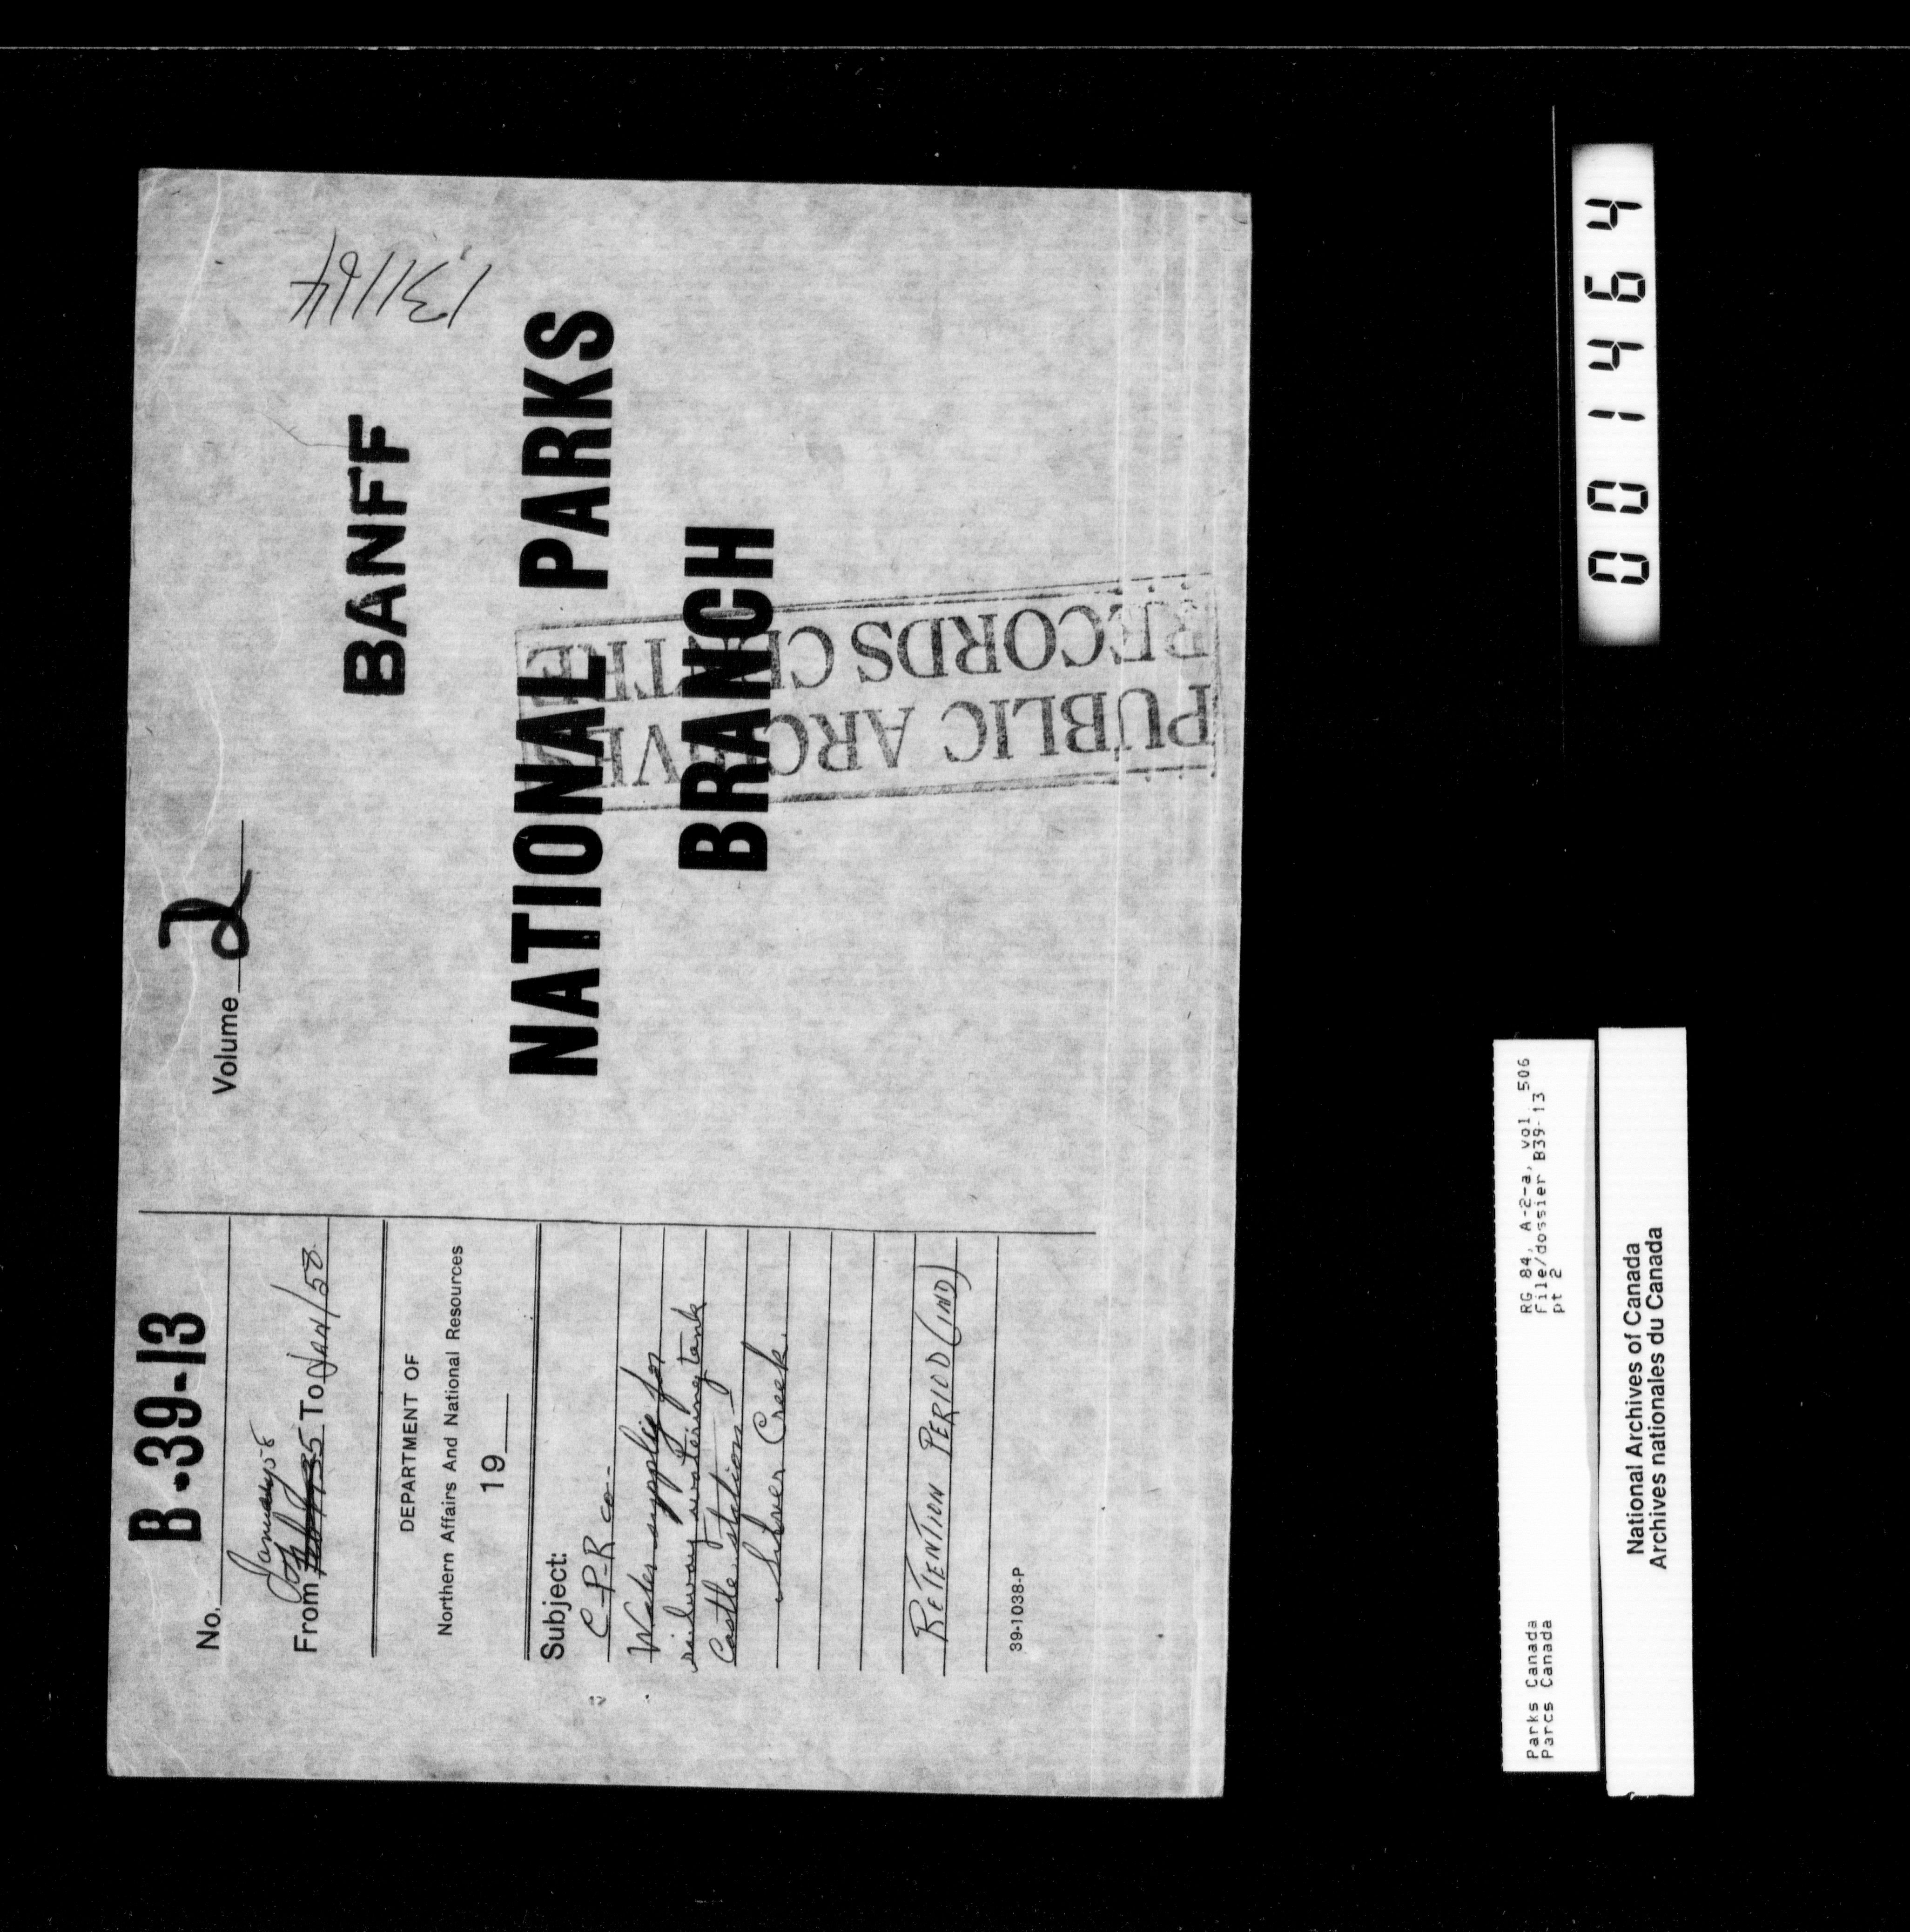 No. B-39-13
Volume 2
January 58
From To Jan/58
DEPARTMENT OF
Northern Affairs And National Resources
19
Subject:
C-P-R co-
Water supply for
railway watering tank
Castle station -
Silver Creek.
RETENTION PERIOD (IND)
39-1038-P
BANFF
NATIONAL PARKS
BRANCH
PUBLIC ARCHIVES
RECORDS CENTRE
001464
Parks Canada
Parcs Canada
RG 84, A-2-a, vol. 506
File/dossier B39-13
pt 2
National Archives of Canada
Archives nationales du Canada